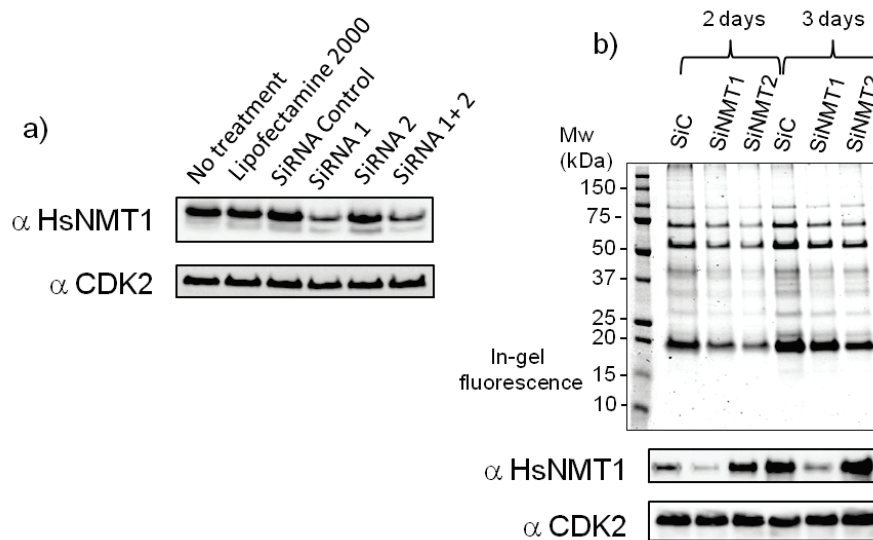 a)
No treatment
Lipofectamine 2000
SiRNA Control
SiRNA 1
SiRNA 2
SiRNA 1+ 2
α HsNMT1
α CDK2
b)
2 days 3 days
SiC
SiNMT1
SiNMT2
SiC
SiNMT1
SiNMT2
Mw
(kDa)
150 -
75 -
50 -
37
25 -
20 -
15 -
10 -
In-gel
fluorescence
α HsNMT1
α CDK2